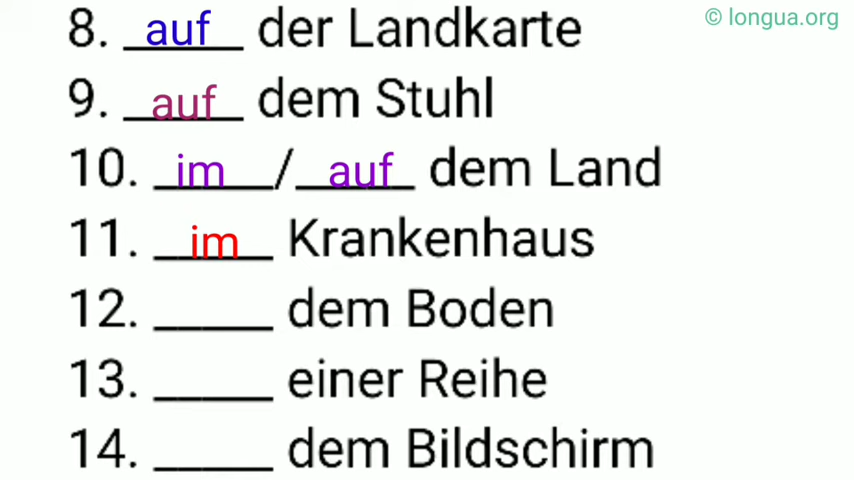 © longua.org
8. auf der Landkarte
9. auf dem Stuhl
10. im / auf dem Land
11. im Krankenhaus
12. _____ dem Boden
13. _____ einer Reihe
14. _____ dem Bildschirm